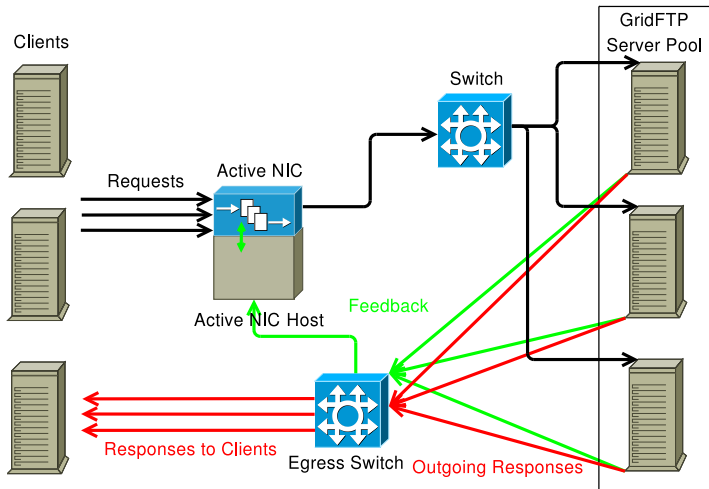 GridFTP
Server Pool
Clients
Switch
Requests
Active NIC
Feedback
Active NIC Host
Responses to Clients
Egress Switch
Outgoing Responses